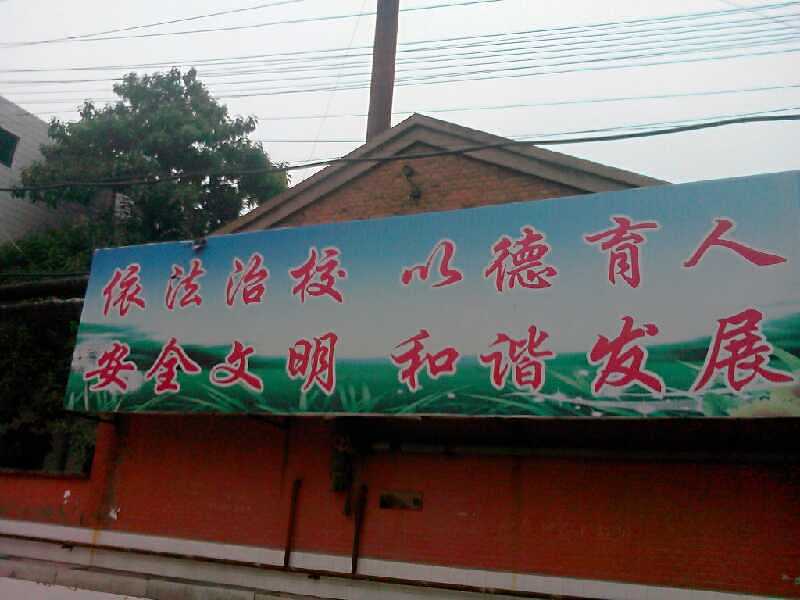 依法治校 以德育人
安全文明 和谐发展